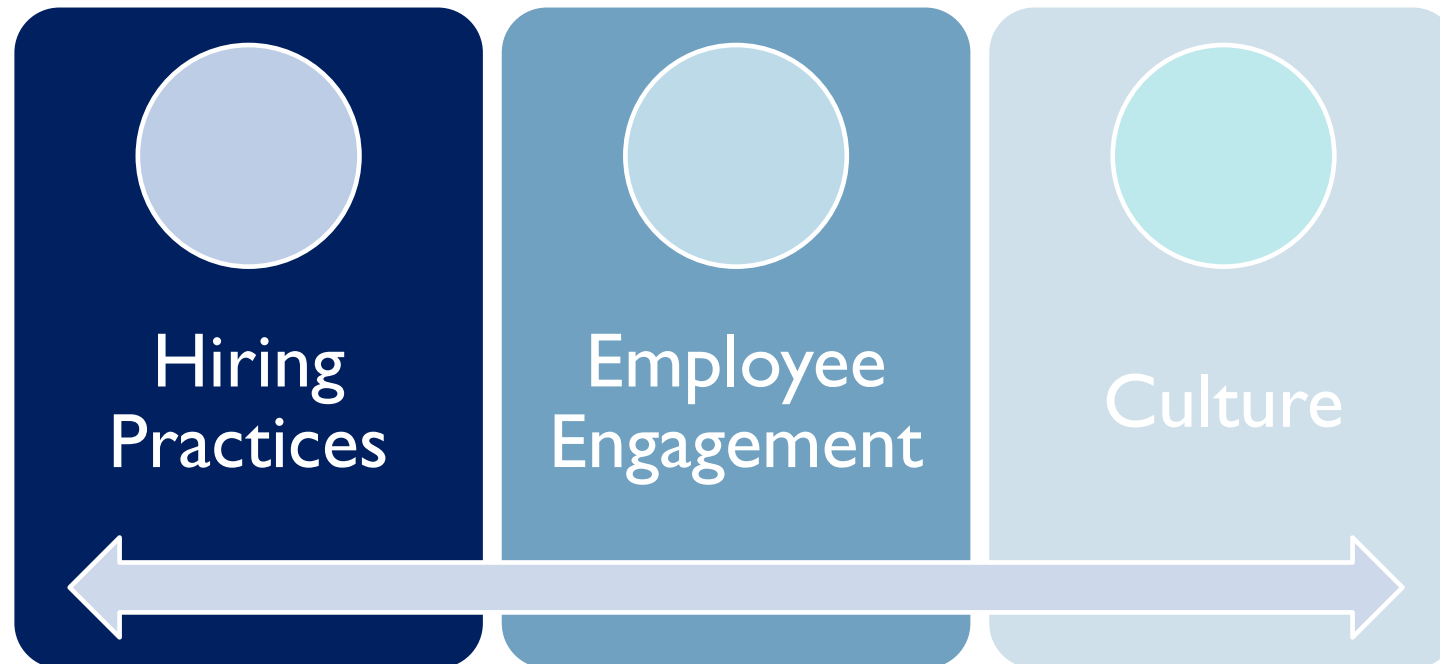 Hiring
Practices
Employee
Engagement
Culture